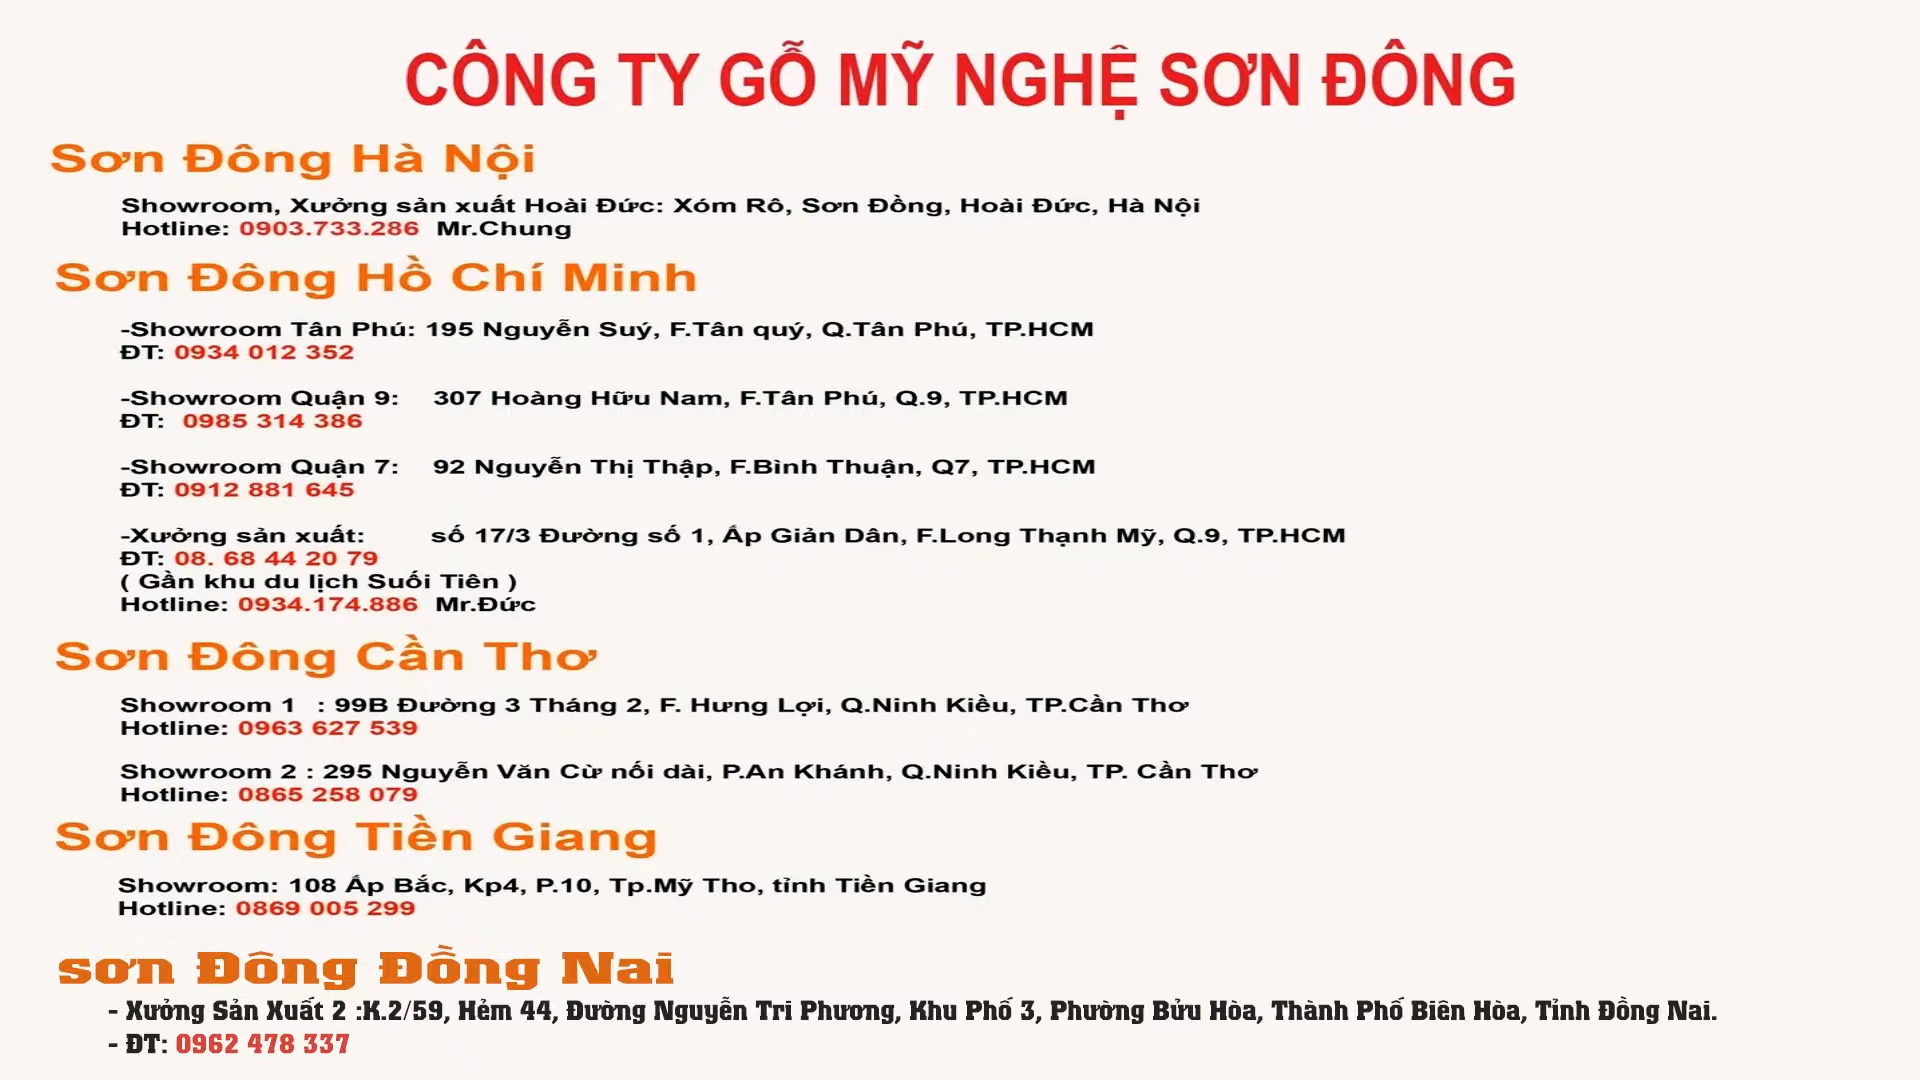 CÔNG TY GỖ MỸ NGHỆ SƠN ĐÔNG
Sơn Đông Hà Nội
Showroom, Xưởng sản xuất Hoài Đức: Xóm Rô, Sơn Đồng, Hoài Đức, Hà Nội
Hotline: 0903.733.286 Mr.Chung
Sơn Đông Hồ Chí Minh
-Showroom Tân Phú: 195 Nguyễn Suý, F.Tân quý, Q.Tân Phú, TP.HCM
ĐT: 0934 012 352
-Showroom Quận 9: 307 Hoàng Hữu Nam, F.Tân Phú, Q.9, TP.HCM
ĐT: 0985 314 386
-Showroom Quận 7: 92 Nguyễn Thị Thập, F.Bình Thuận, Q7, TP.HCM
ĐT: 0912 881 645
-Xưởng sản xuất: số 17/3 Đường số 1, Ấp Giản Dân, F.Long Thạnh Mỹ, Q.9, TP.HCM
ĐT: 08. 68 44 20 79
( Gần khu du lịch Suối Tiên )
Hotline: 0934.174.886 Mr.Đức
Sơn Đông Cần Thơ
Showroom 1 : 99B Đường 3 Tháng 2, F. Hưng Lợi, Q.Ninh Kiều, TP.Cần Thơ
Hotline: 0963 627 539
Showroom 2 : 295 Nguyễn Văn Cừ nối dài, P.An Khánh, Q.Ninh Kiều, TP. Cần Thơ
Hotline: 0865 258 079
Sơn Đông Tiền Giang
Showroom: 108 Ấp Bắc, Kp4, P.10, Tp.Mỹ Tho, tỉnh Tiền Giang
Hotline: 0869 005 299
sơn Đông Đồng Nai
- Xưởng Sản Xuất 2 :K.2/59, Hẻm 44, Đường Nguyễn Tri Phương, Khu Phố 3, Phường Bửu Hòa, Thành Phố Biên Hòa, Tỉnh Đồng Nai.
- ĐT: 0962 478 337